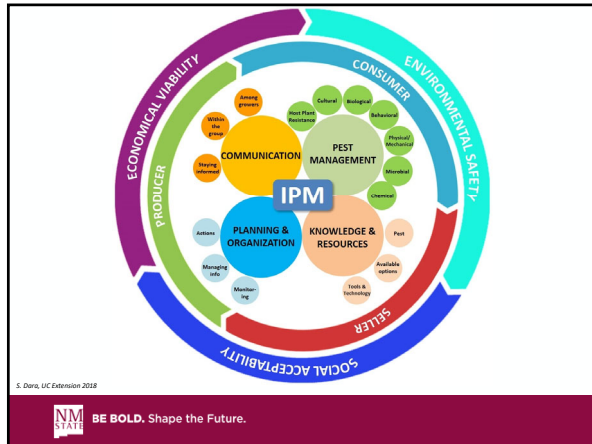 ECONOMICAL VIABILITY
ENVIRONMENTAL SAFETY
SOCIAL ACCEPTABILITY
PRODUCER
CONSUMER
SELLER
Among
growers
Within
the
group
Staying
informed
COMMUNICATION
Host Plant
Resistance
Cultural
Biological
Behavioral
Physical/
Mechanical
Microbial
Chemical
PEST
MANAGEMENT
IPM
PLANNING &
ORGANIZATION
Actions
Managing
info
Monitor-
ing
KNOWLEDGE &
RESOURCES
Pest
Available
options
Tools &
Technology
S. Dara, UC Extension 2018
NM
STATE
BE BOLD. Shape the Future.